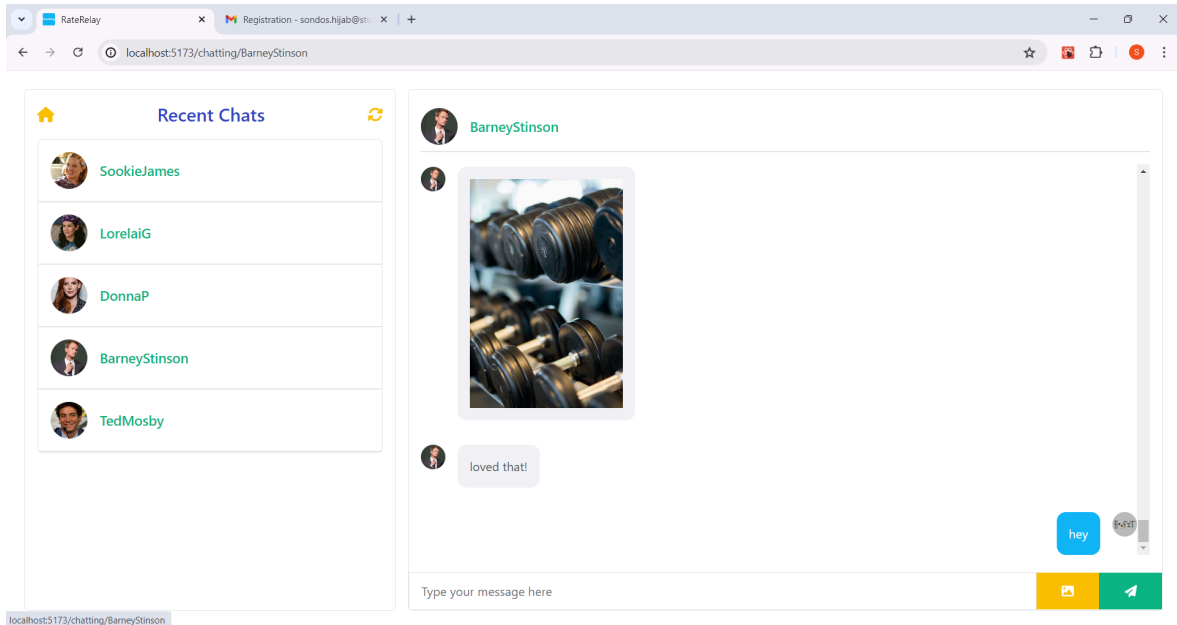 RateRelay
Registration - sondos.hijab@st
localhost:5173/chatting/BarneyStinson
S
Recent Chats
SookieJames
LorelaiG
DonnaP
BarneyStinson
TedMosby
BarneyStinson
loved that!
hey
Type your message here
localhost:5173/chatting/BarneyStinson